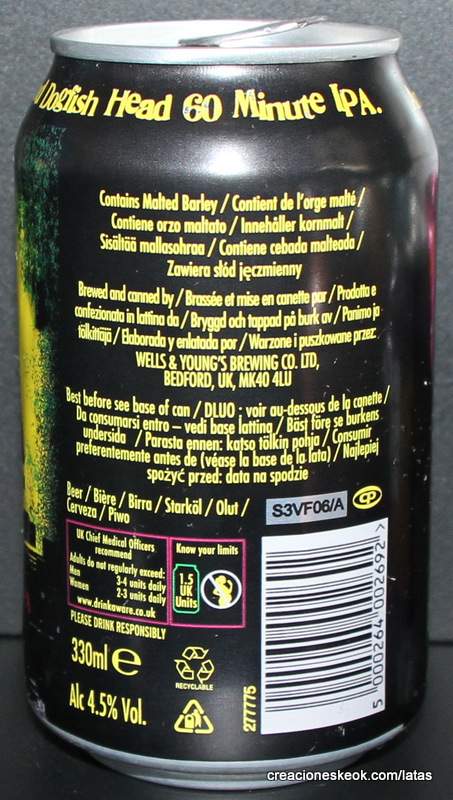 d Dogfish Head 60 Minute IPA.
Contains Malted Barley / Contient de l'orge malté /
Contiene orzo maltato / Innehåller kornmalt /
Sisältää mallasohraa / Contiene cebada malteada /
Zawiera słód jęczmienny
Brewed and canned by / Brassée et mise en canette par / Prodotta e
confezionata in lattina da / Bryggd och tappad på burk av / Panimo ja
tölkittäjä / Elaborada y enlatada por / Warzone i puszkowane przez:
WELLS & YOUNG'S BREWING CO. LTD,
BEDFORD, UK, MK40 4LU
Best before see base of can / DLUO : voir au-dessous de la canette /
Da consumarsi entro – vedi base lattina / Bäst före se burkens
undersida / Parasta ennen: katso tölkin pohja / Consumir
preferentemente antes de (véase la base de la lata) / Najlepiej
spożyć przed: data na spodzie
Beer / Bière / Birra / Starköl / Olut /
Cerveza / Piwo
S3VF06/A
UK Chief Medical Officers
recommend
Adults do not regularly exceed:
Men 3-4 units daily
Women 2-3 units daily
www.drinkaware.co.uk
Know your limits
1.5
UK
Units
PLEASE DRINK RESPONSIBLY
330ml e
RECYCLABLE
Alc 4.5% Vol.
277775
5 000264 002692 >
creacioneskeok.com/latas